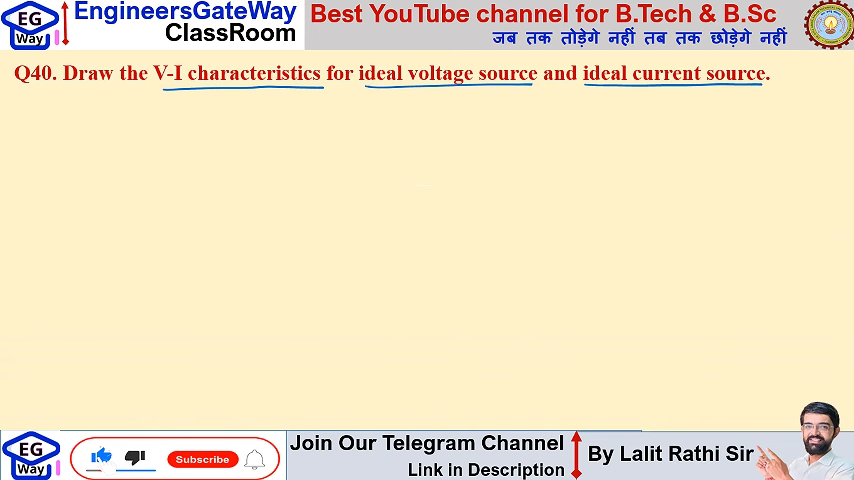 EG
Way
EngineersGateWay
ClassRoom
Best YouTube channel for B.Tech & B.Sc
जब तक तोड़ेगे नहीं तब तक छोड़ेगे नहीं
Q40. Draw the V-I characteristics for ideal voltage source and ideal current source.
EG
Way
Subscribe
Join Our Telegram Channel
Link in Description
By Lalit Rathi Sir